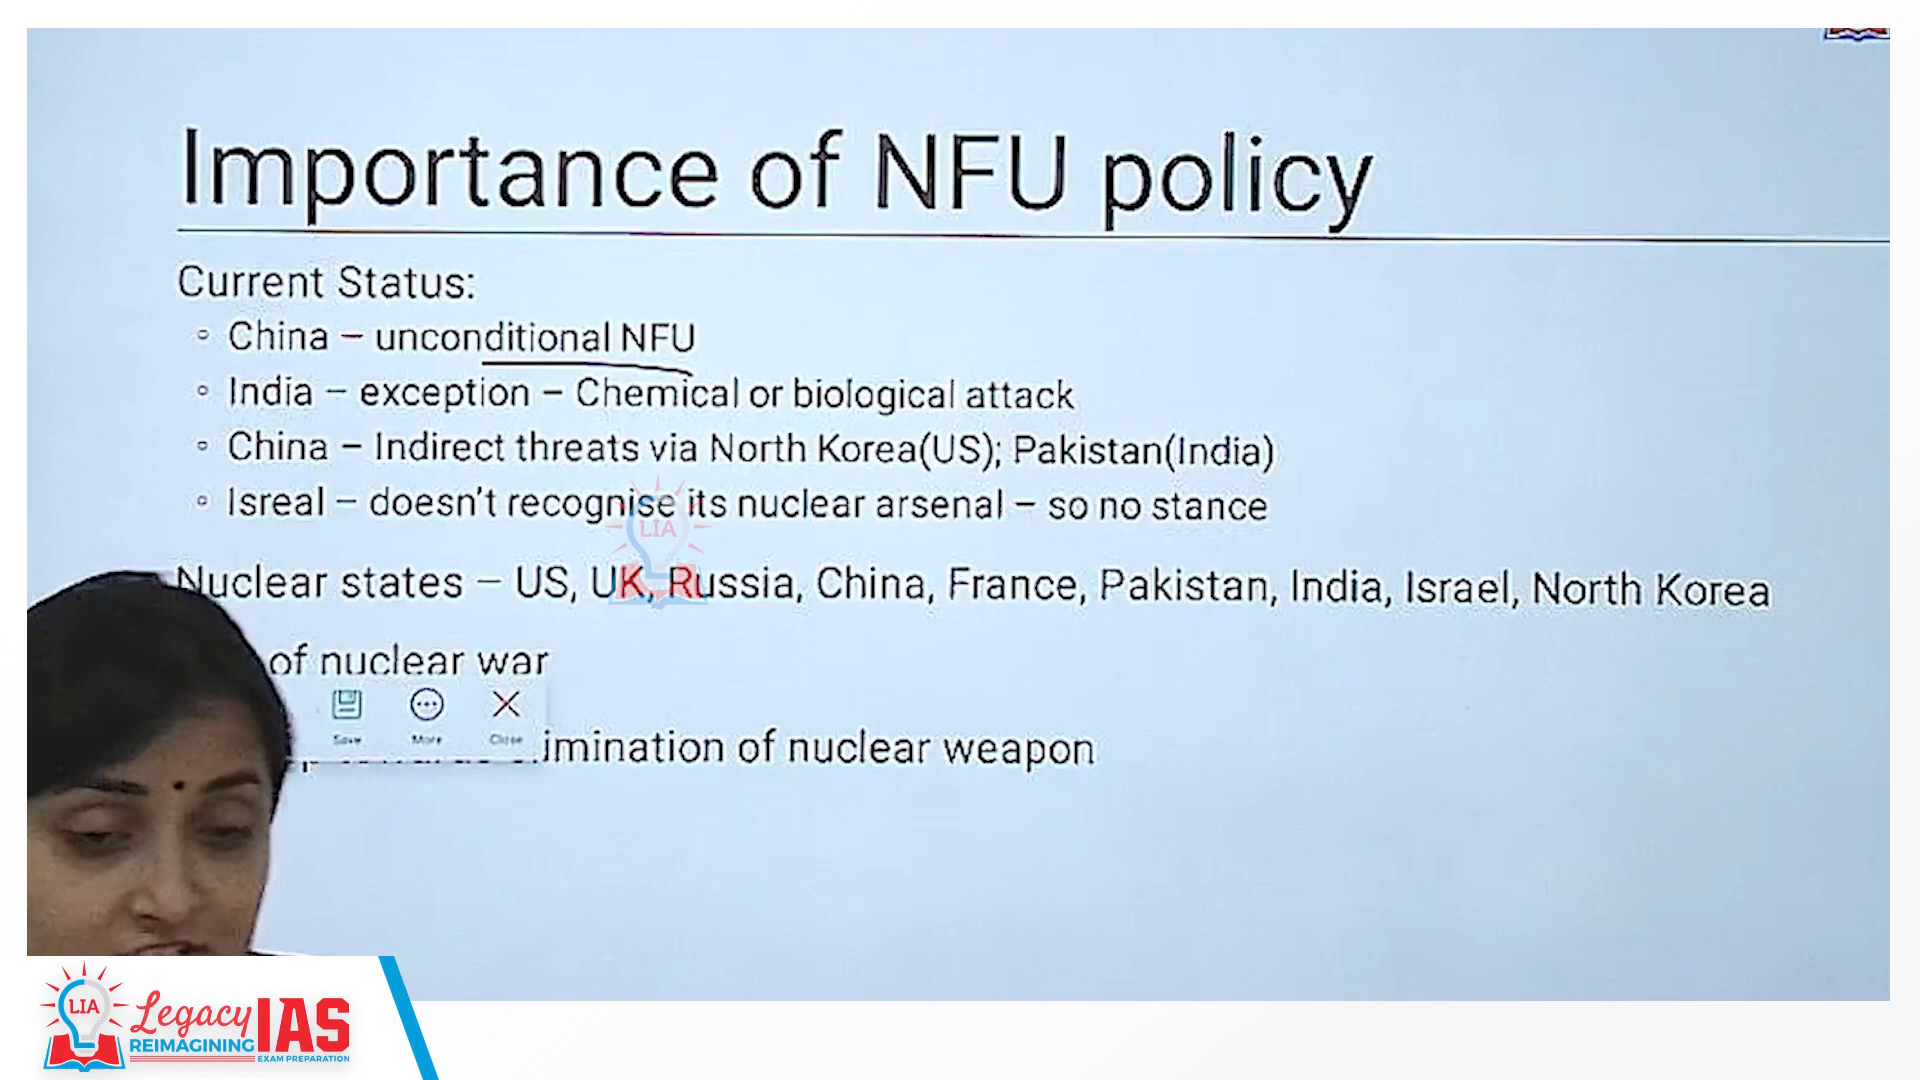 Importance of NFU policy
Current Status:
◦ China – unconditional NFU
◦ India – exception – Chemical or biological attack
◦ China – Indirect threats via North Korea(US); Pakistan(India)
◦ Isreal – doesn't recognise its nuclear arsenal – so no stance
LIA
Nuclear states – US, UK, Russia, China, France, Pakistan, India, Israel, North Korea
of nuclear war
Save More Close
imination of nuclear weapon
LIA
Legacy IAS
REIMAGINING
EXAM PREPARATION